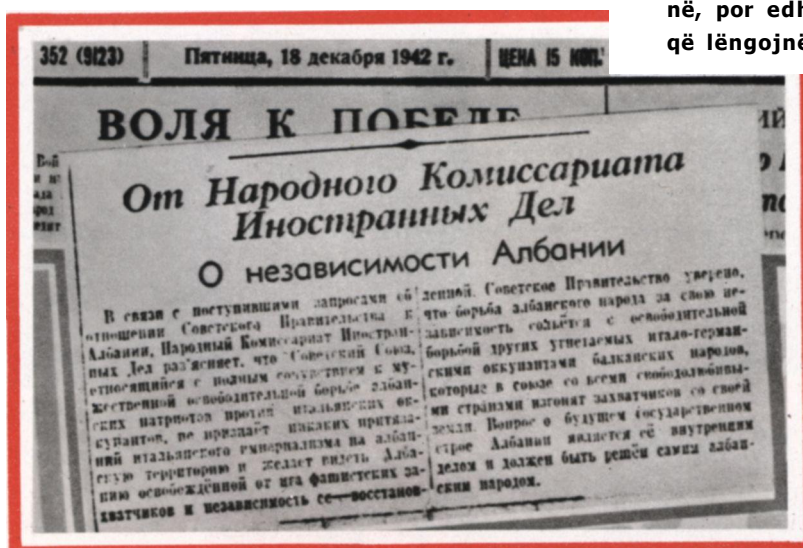 në, por edh
që lëngojnë
352 (9123) Пятница, 18 декабря 1942 г. ЦЕНА 15 КОП.
ВОЛЯ К ПОБЕДЕ
От Народного Комиссариата
Иностранных Дел
О независимости Албании
В связи с поступившими запросами об
отношении Советского Правительства к
Албании, Народный Комиссариат Иностран-
ных Дел раз'ясняет, что Советский Союз,
относящийся с полным сочувствием к му-
жественной освободительной борьбе албан-
ских патриотов против итальянских ок-
купантов, не признаёт никаких притяза-
ний итальянского империализма на албан-
скую территорию и желает видеть Алба-
нию освобождённой от ига фашистских за-
хватчиков и независимость её восстанов-
ленной. Советское Правительство уверено,
что борьба албанского народа за свою не-
зависимость сольётся с освободительной
борьбой других угнетаемых итало-герман-
скими оккупантами балканских народов,
которые в союзе со всеми свободолюбивы-
ми странами изгонят захватчиков со своей
земли. Вопрос о будущем государственном
строе Албании является её внутренним
делом и должен быть решён самим албан-
ским народом.